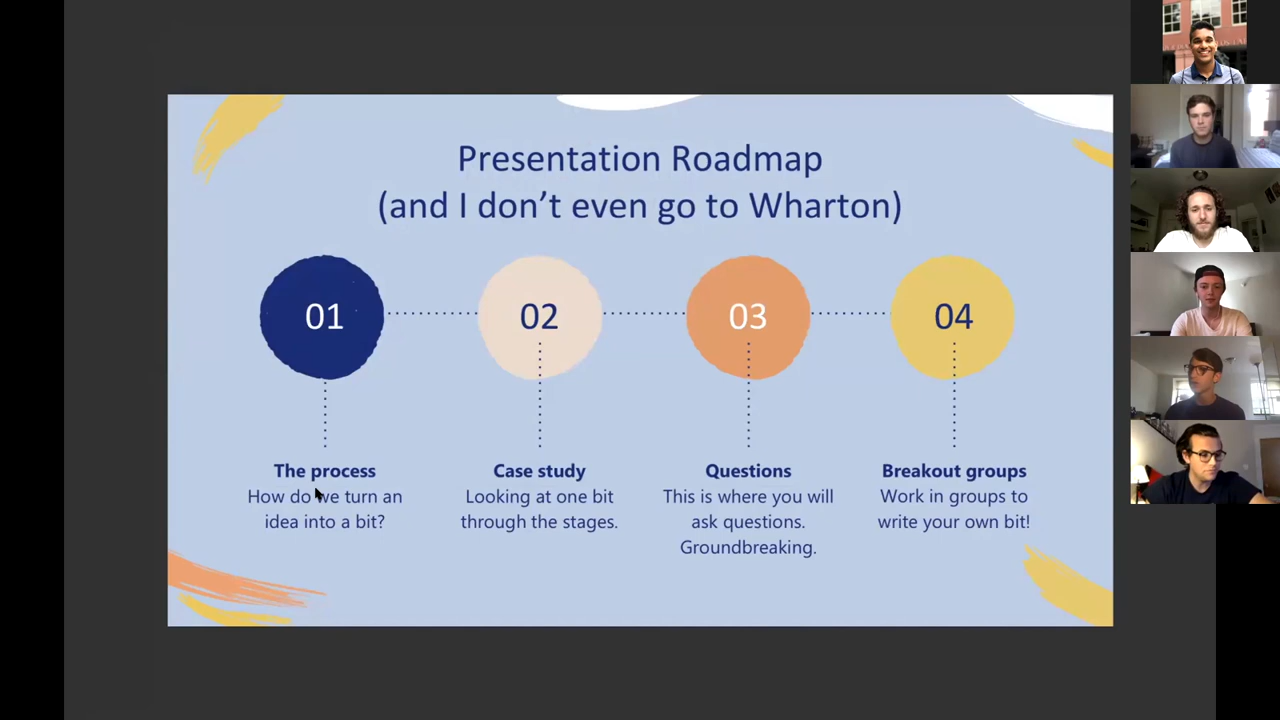 Presentation Roadmap
(and I don’t even go to Wharton)
01
02
03
04
The process
How do we turn an
idea into a bit?
Case study
Looking at one bit
through the stages.
Questions
This is where you will
ask questions.
Groundbreaking.
Breakout groups
Work in groups to
write your own bit!